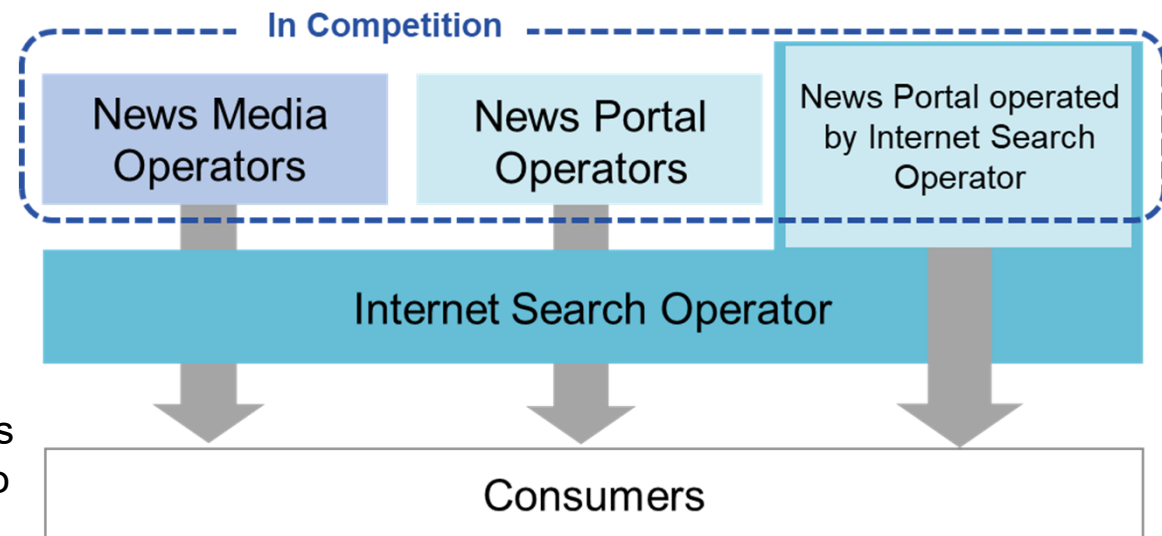 In Competition
News Media
Operators
News Portal
Operators
News Portal operated
by Internet Search
Operator
Internet Search Operator
Consumers